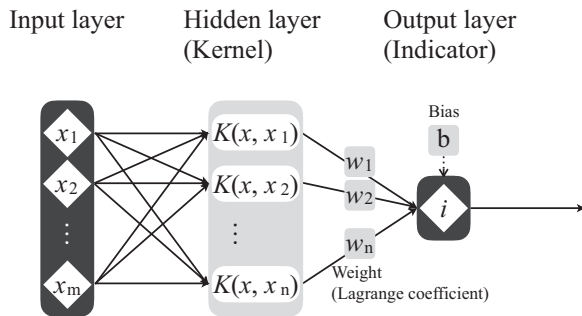 Input layer
Hidden layer
(Kernel)
Output layer
(Indicator)
x1
x2
⋮
xm
K(x, x1)
K(x, x2)
⋮
K(x, xn)
w1
w2
wn
Weight
(Lagrange coefficient)
Bias
b
i